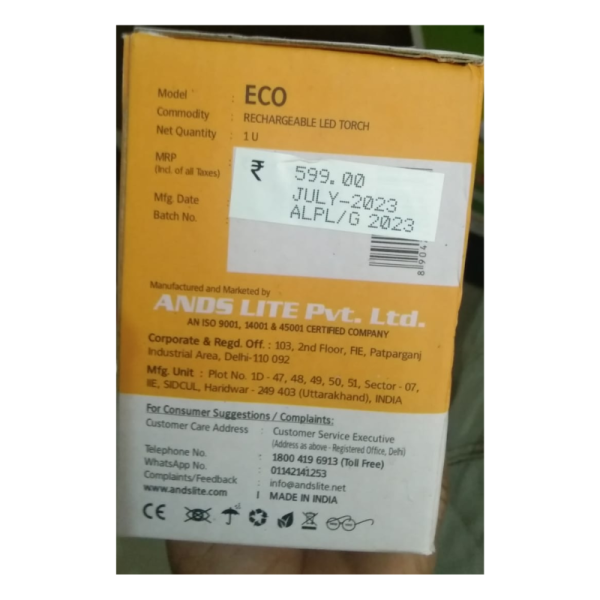 Model : ECO
Commodity : RECHARGEABLE LED TORCH
Net Quantity : 1 U
MRP : ₹ 599.00
(Incl. of all Taxes)
Mfg. Date : JULY-2023
Batch No. ALPL/G 2023
Manufactured and Marketed by
ANDS LITE Pvt. Ltd.
AN ISO 9001, 14001 & 45001 CERTIFIED COMPANY
Corporate & Regd. Off. : 103, 2nd Floor, FIE, Patparganj
Industrial Area, Delhi-110 092
Mfg. Unit : Plot No. 1D - 47, 48, 49, 50, 51, Sector - 07,
IIE, SIDCUL, Haridwar - 249 403 (Uttarakhand), INDIA
For Consumer Suggestions / Complaints:
Customer Care Address : Customer Service Executive
(Address as above - Registered Office, Delhi)
Telephone No. : 1800 419 6913 (Toll Free)
WhatsApp No. : 01142141253
Complaints/Feedback : info@andslite.net
www.andslite.com | MADE IN INDIA
CE